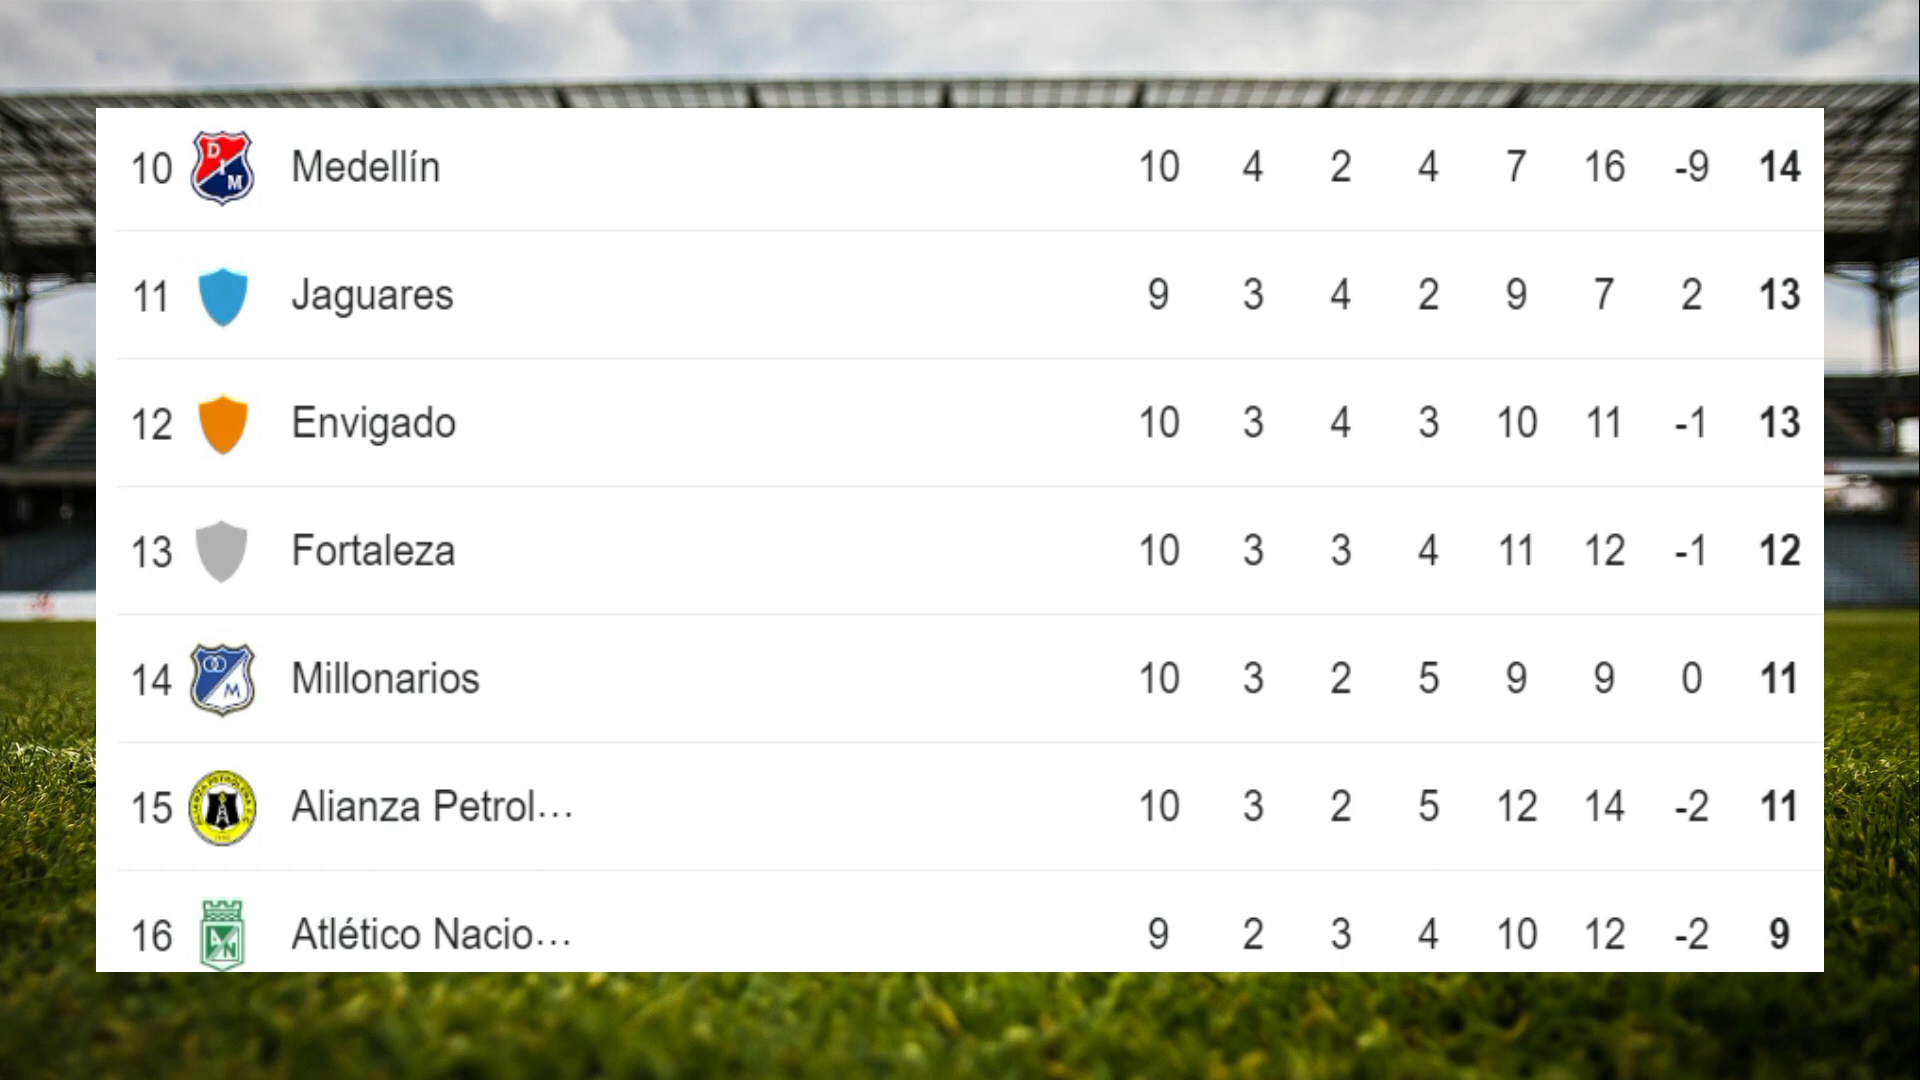 10 Medellín 10 4 2 4 7 16 -9 14
11 Jaguares 9 3 4 2 9 7 2 13
12 Envigado 10 3 4 3 10 11 -1 13
13 Fortaleza 10 3 3 4 11 12 -1 12
14 Millonarios 10 3 2 5 9 9 0 11
15 Alianza Petrol... 10 3 2 5 12 14 -2 11
16 Atlético Nacio... 9 2 3 4 10 12 -2 9